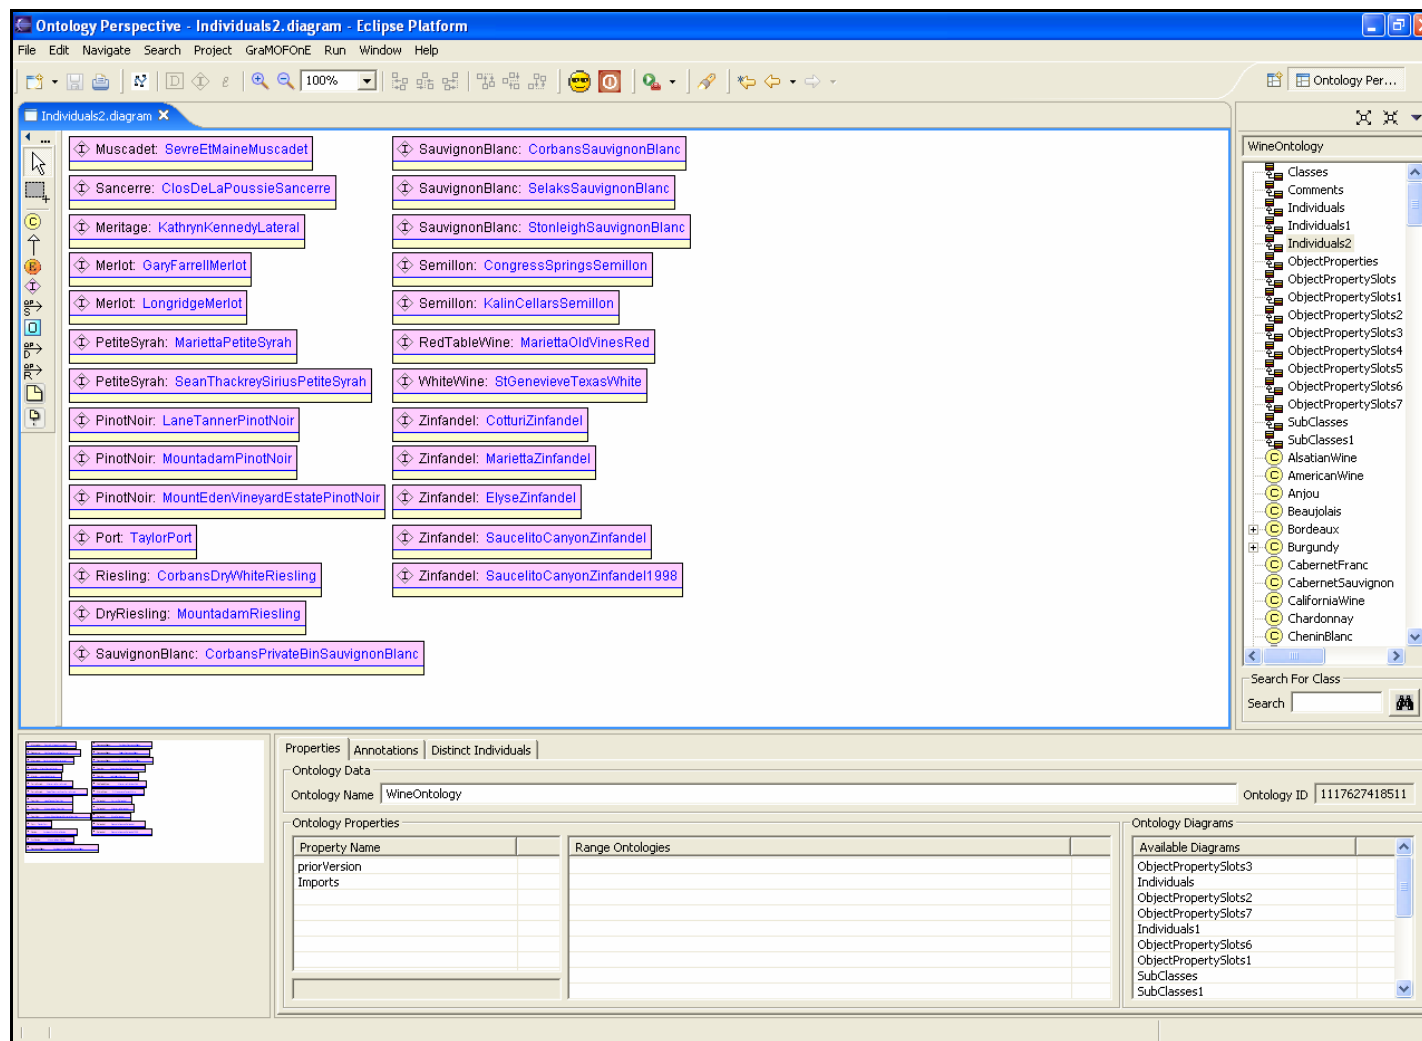 Ontology Perspective - Individuals2.diagram - Eclipse Platform
File Edit Navigate Search Project GraMOFOnE Run Window Help
100%
Ontology Per...
Individuals2.diagram
Muscadet: SevreEtMaineMuscadet
Sancerre: ClosDeLaPoussieSancerre
Meritage: KathrynKennedyLateral
Merlot: GaryFarrellMerlot
Merlot: LongridgeMerlot
PetiteSyrah: MariettaPetiteSyrah
PetiteSyrah: SeanThackreySiriusPetiteSyrah
PinotNoir: LaneTannerPinotNoir
PinotNoir: MountadamPinotNoir
PinotNoir: MountEdenVineyardEstatePinotNoir
Port: TaylorPort
Riesling: CorbansDryWhiteRiesling
DryRiesling: MountadamRiesling
SauvignonBlanc: CorbansPrivateBinSauvignonBlanc
SauvignonBlanc: CorbansSauvignonBlanc
SauvignonBlanc: SelaksSauvignonBlanc
SauvignonBlanc: StonleighSauvignonBlanc
Semillon: CongressSpringsSemillon
Semillon: KalinCellarsSemillon
RedTableWine: MariettaOldVinesRed
WhiteWine: StGenevieveTexasWhite
Zinfandel: CotturiZinfandel
Zinfandel: MariettaZinfandel
Zinfandel: ElyseZinfandel
Zinfandel: SaucelitoCanyonZinfandel
Zinfandel: SaucelitoCanyonZinfandel1998
WineOntology
Classes
Comments
Individuals
Individuals1
Individuals2
ObjectProperties
ObjectPropertySlots
ObjectPropertySlots1
ObjectPropertySlots2
ObjectPropertySlots3
ObjectPropertySlots4
ObjectPropertySlots5
ObjectPropertySlots6
ObjectPropertySlots7
SubClasses
SubClasses1
AlsatianWine
AmericanWine
Anjou
Beaujolais
Bordeaux
Burgundy
CabernetFranc
CabernetSauvignon
CaliforniaWine
Chardonnay
CheninBlanc
Search For Class
Search
Properties Annotations Distinct Individuals
Ontology Data
Ontology Name WineOntology
Ontology ID 1117627418511
Ontology Properties
Property Name
priorVersion
Imports
Range Ontologies
Ontology Diagrams
Available Diagrams
ObjectPropertySlots3
Individuals
ObjectPropertySlots2
ObjectPropertySlots7
Individuals1
ObjectPropertySlots6
ObjectPropertySlots1
SubClasses
SubClasses1